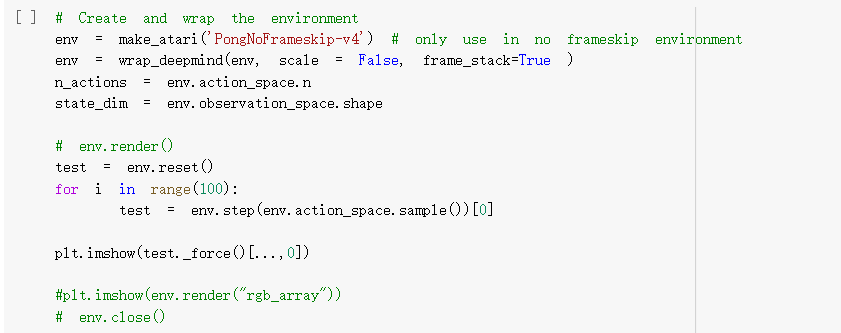 [ ] # Create and wrap the environment
env = make_atari('PongNoFrameskip-v4') # only use in no frameskip environment
env = wrap_deepmind(env, scale = False, frame_stack=True )
n_actions = env.action_space.n
state_dim = env.observation_space.shape
# env.render()
test = env.reset()
for i in range(100):
test = env.step(env.action_space.sample())[0]
plt.imshow(test._force()[...,0])
#plt.imshow(env.render("rgb_array"))
# env.close()